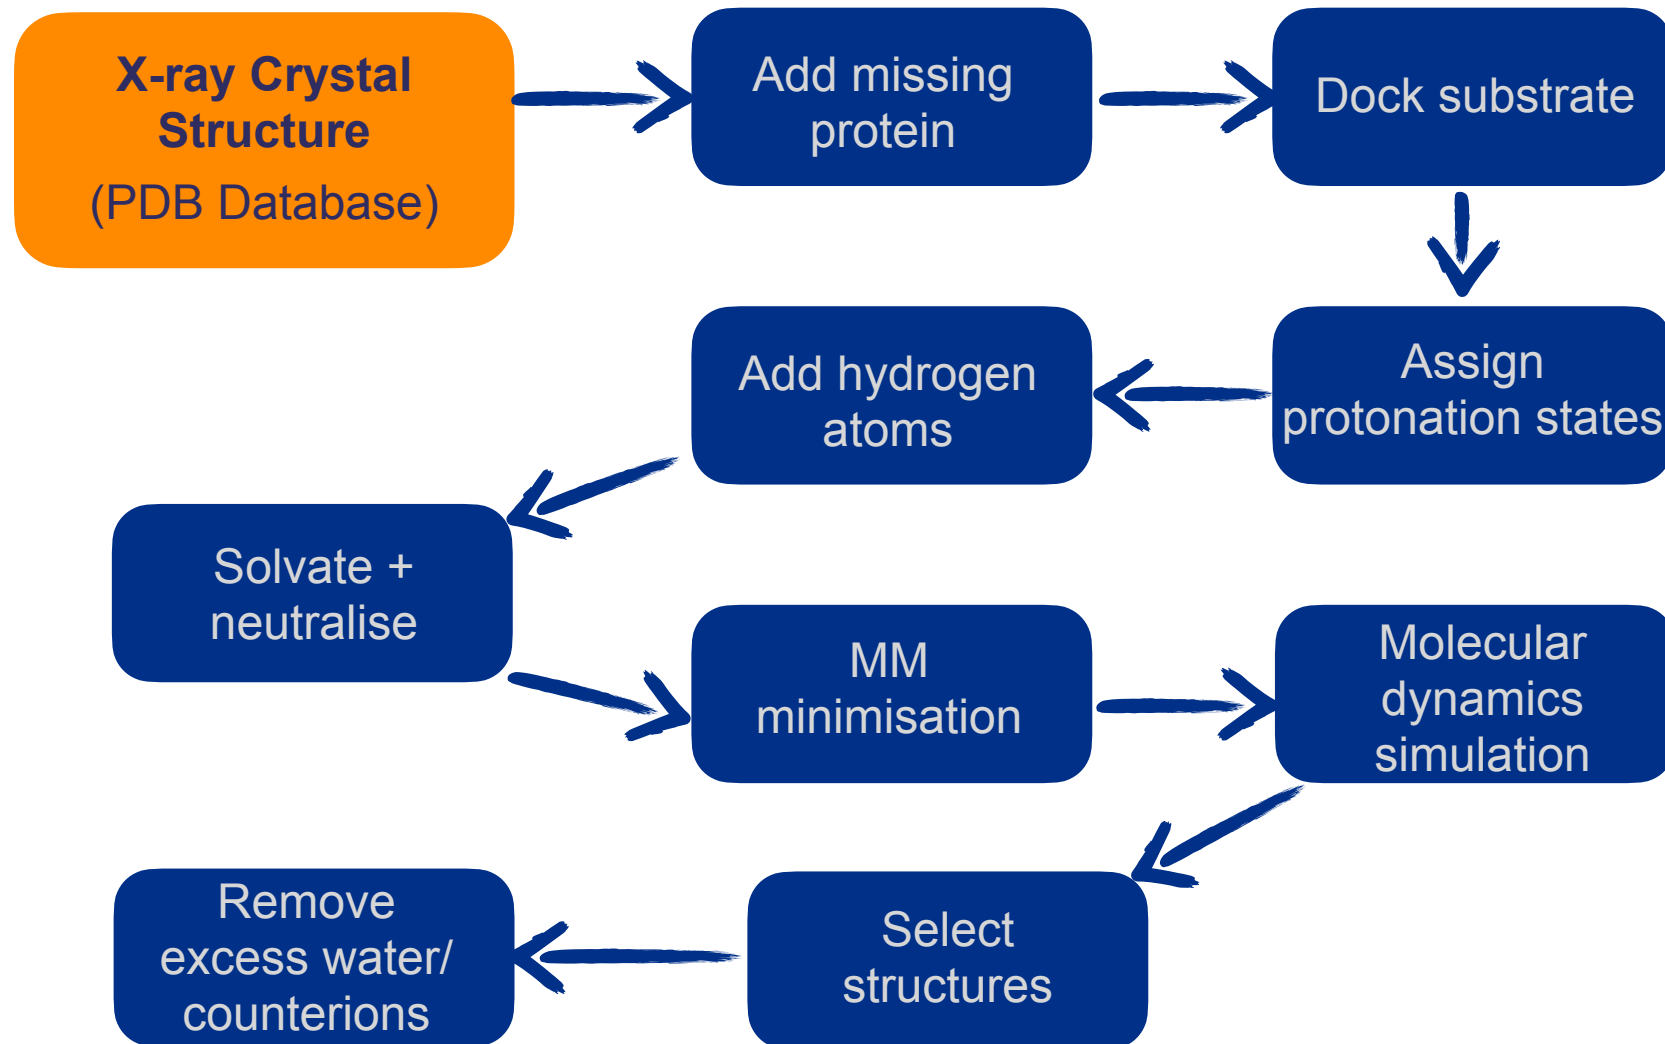 X-ray Crystal
Structure
(PDB Database)
Add missing
protein
Dock substrate
Assign
protonation states
Add hydrogen
atoms
Solvate +
neutralise
MM
minimisation
Molecular
dynamics
simulation
Select
structures
Remove
excess water/
counterions